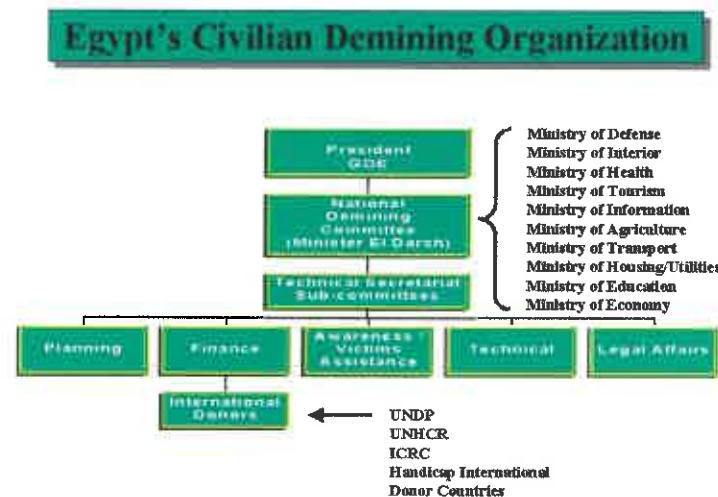 Egypt's Civilian Demining Organization
President
GOE
National
Demining
Committee
(Minister El Darsh)
Technical Secretariat
Sub-committees
Ministry of Defense
Ministry of Interior
Ministry of Health
Ministry of Tourism
Ministry of Information
Ministry of Agriculture
Ministry of Transport
Ministry of Housing/Utilities
Ministry of Education
Ministry of Economy
Planning
Finance
Awareness
Victims
Assistance
Technical
Legal Affairs
International
Donors
UNDP
UNHCR
ICRC
Handicap International
Donor Countries